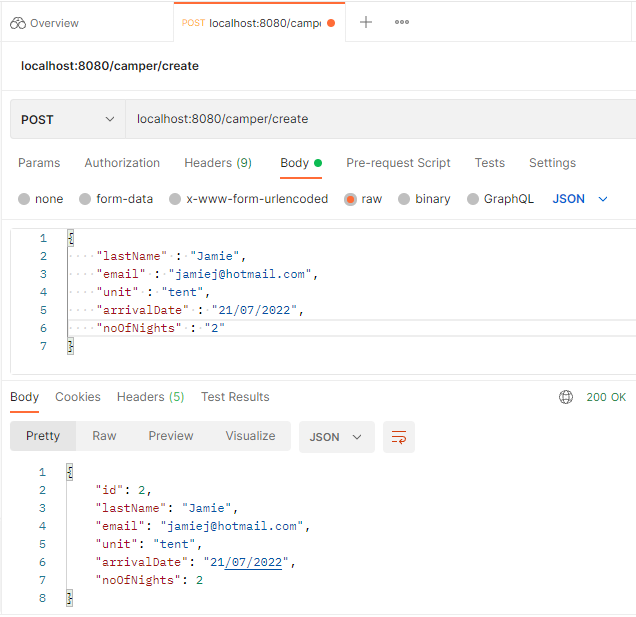 Overview
POST localhost:8080/campe
localhost:8080/camper/create
POST localhost:8080/camper/create
Params Authorization Headers (9) Body Pre-request Script Tests Settings
none form-data x-www-form-urlencoded raw binary GraphQL JSON
1 {
2 "lastName" : "Jamie",
3 "email" : "jamiej@hotmail.com",
4 "unit" : "tent",
5 "arrivalDate" : "21/07/2022",
6 "noOfNights" : "2"
7 }
Body Cookies Headers (5) Test Results 200 OK
Pretty Raw Preview Visualize JSON
1 {
2 "id": 2,
3 "lastName": "Jamie",
4 "email": "jamiej@hotmail.com",
5 "unit": "tent",
6 "arrivalDate": "21/07/2022",
7 "noOfNights": 2
8 }